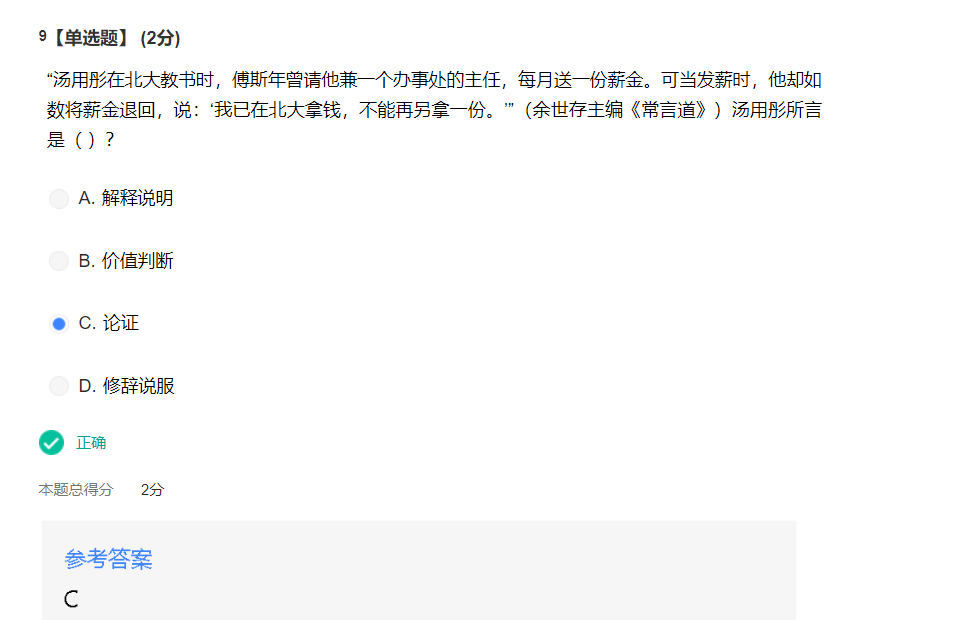 9【单选题】 (2分)
“汤用彤在北大教书时，傅斯年曾请他兼一个办事处的主任，每月送一份薪金。可当发薪时，他却如
数将薪金退回，说：‘我已在北大拿钱，不能再另拿一份。’”（余世存主编《常言道》）汤用彤所言
是（ ）？
A. 解释说明
B. 价值判断
C. 论证
D. 修辞说服
正确
本题总得分 2分
参考答案
C